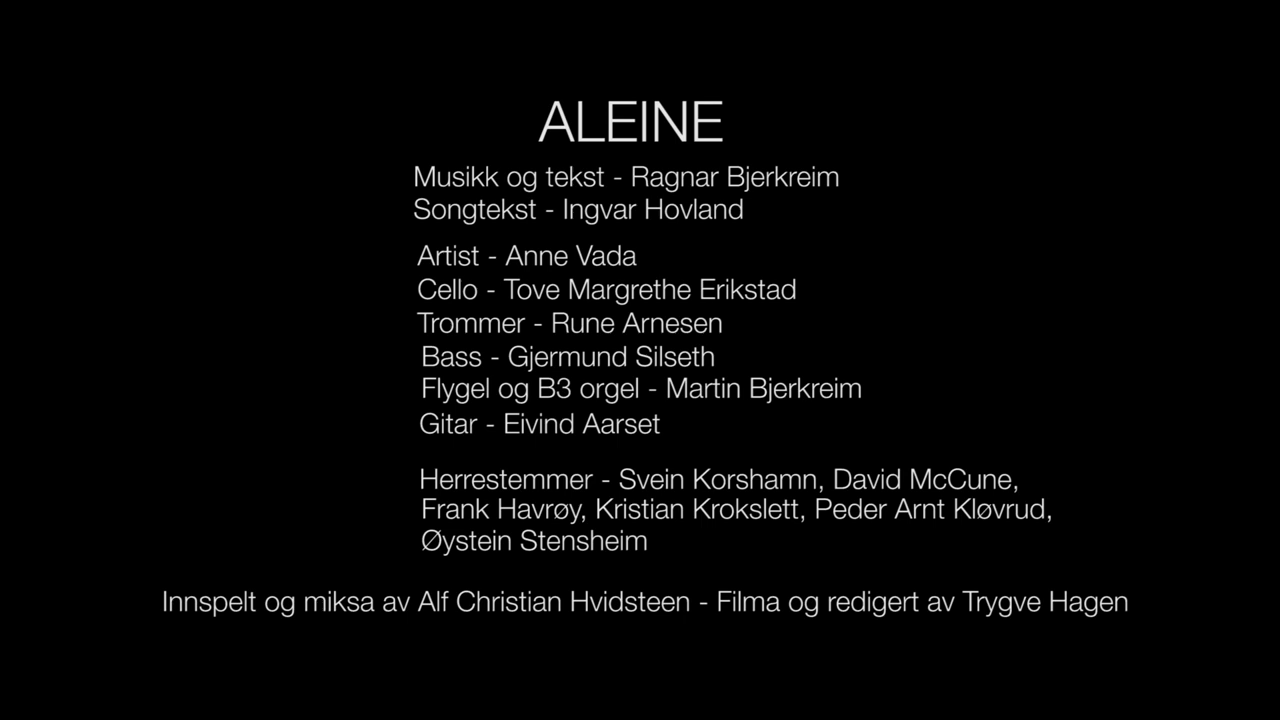 ALEINE
Musikk og tekst - Ragnar Bjerkreim
Songtekst - Ingvar Hovland
Artist - Anne Vada
Cello - Tove Margrethe Erikstad
Trommer - Rune Arnesen
Bass - Gjermund Silseth
Flygel og B3 orgel - Martin Bjerkreim
Gitar - Eivind Aarset
Herrestemmer - Svein Korshamn, David McCune,
Frank Havrøy, Kristian Krokslett, Peder Arnt Kløvrud,
Øystein Stensheim
Innspelt og miksa av Alf Christian Hvidsteen - Filma og redigert av Trygve Hagen